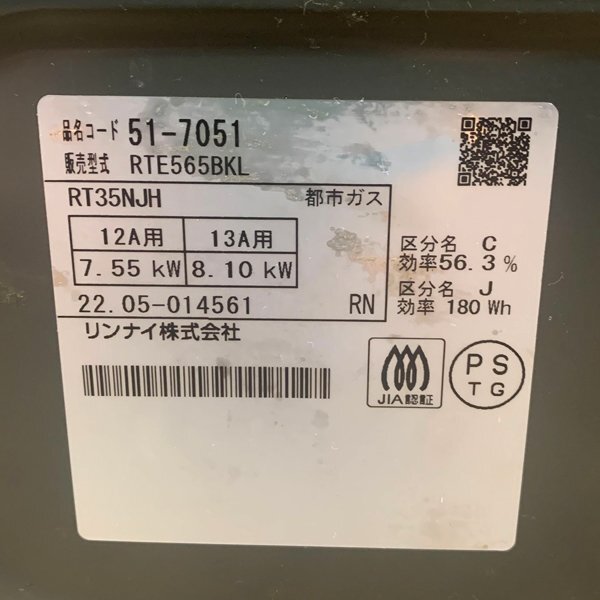 品名コード 51-7051
販売型式 RTE565BKL
RT35NJH 都市ガス
12A用 13A用
7.55 kW 8.10 kW
22.05-014561 RN
リンナイ株式会社
区分名 C
効率56.3%
区分名 J
効率 180 Wh
JIA認証
PS
TG